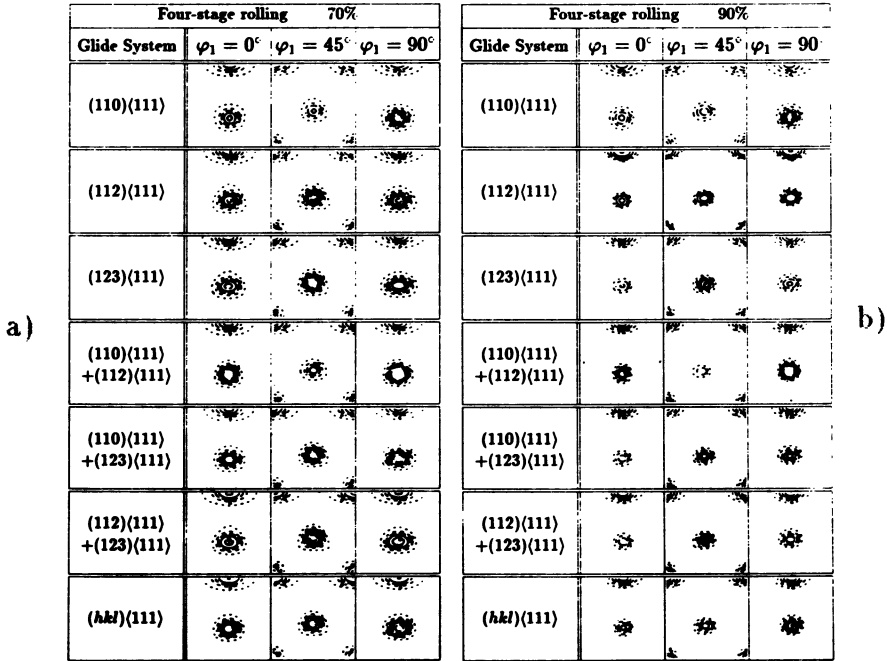 Four-stage rolling 70%
Glide System φ₁ = 0° φ₁ = 45° φ₁ = 90°
(110)⟨111⟩
(112)⟨111⟩
(123)⟨111⟩
(110)⟨111⟩
+(112)⟨111⟩
(110)⟨111⟩
+(123)⟨111⟩
(112)⟨111⟩
+(123)⟨111⟩
(hkl)⟨111⟩
a)
Four-stage rolling 90%
Glide System φ₁ = 0° φ₁ = 45° φ₁ = 90
(110)⟨111⟩
(112)⟨111⟩
(123)⟨111⟩
(110)⟨111⟩
+(112)⟨111⟩
(110)⟨111⟩
+(123)⟨111⟩
(112)⟨111⟩
+(123)⟨111⟩
(hkl)⟨111⟩
b)